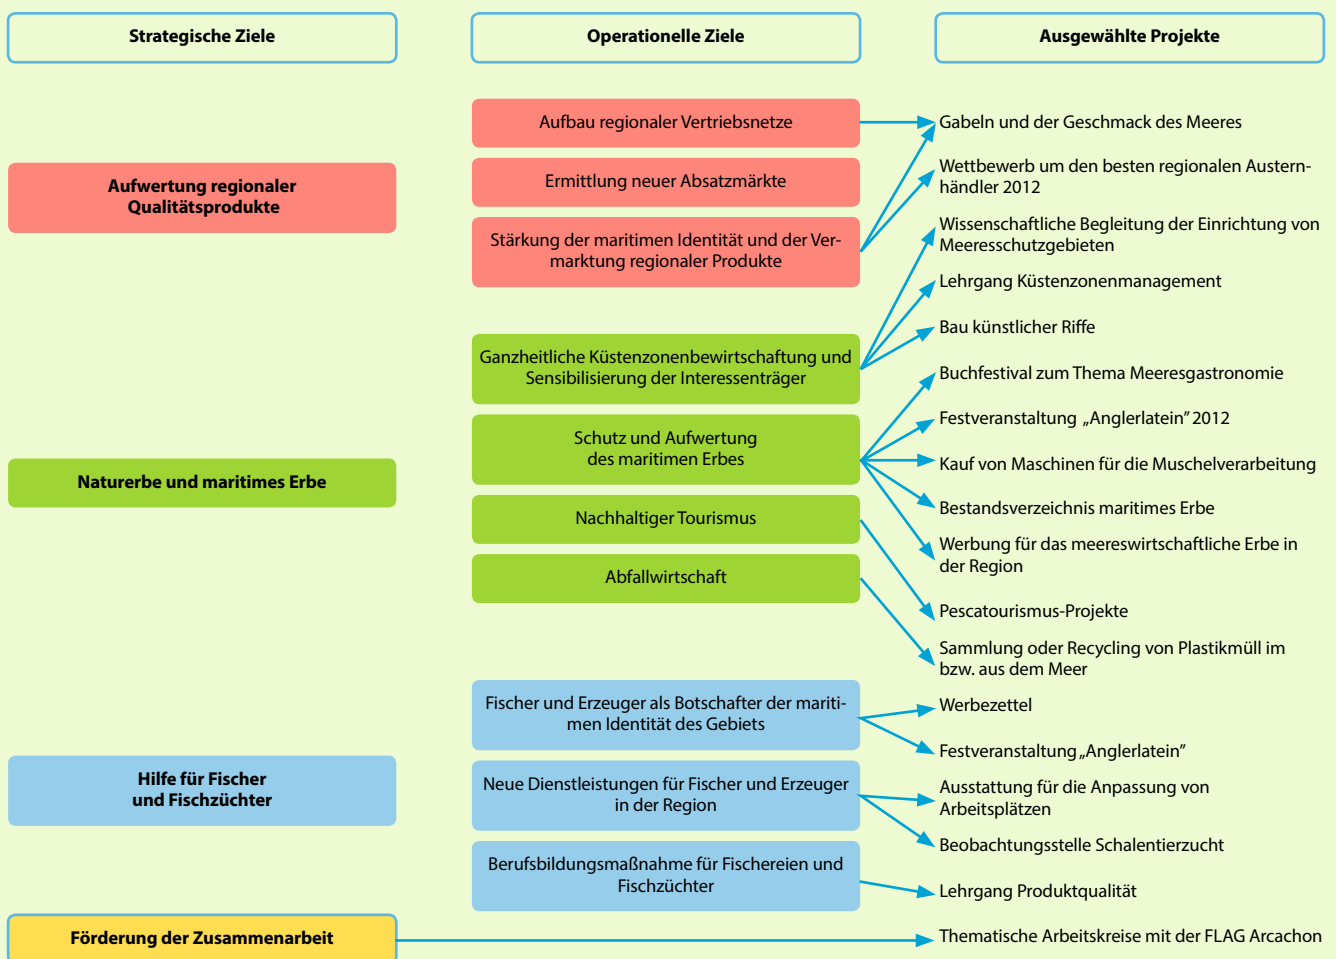 Strategische Ziele
Operationelle Ziele
Ausgewählte Projekte
Aufwertung regionaler
Qualitätsprodukte
Naturerbe und maritimes Erbe
Hilfe für Fischer
und Fischzüchter
Förderung der Zusammenarbeit
Aufbau regionaler Vertriebsnetze
Ermittlung neuer Absatzmärkte
Stärkung der maritimen Identität und der Ver-
marktung regionaler Produkte
Ganzheitliche Küstenzonenbewirtschaftung und
Sensibilisierung der Interessenträger
Schutz und Aufwertung
des maritimen Erbes
Nachhaltiger Tourismus
Abfallwirtschaft
Fischer und Erzeuger als Botschafter der mariti-
men Identität des Gebiets
Neue Dienstleistungen für Fischer und Erzeuger
in der Region
Berufsbildungsmaßnahme für Fischereien und
Fischzüchter
Gabeln und der Geschmack des Meeres
Wettbewerb um den besten regionalen Austern-
händler 2012
Wissenschaftliche Begleitung der Einrichtung von
Meeresschutzgebieten
Lehrgang Küstenzonenmanagement
Bau künstlicher Riffe
Buchfestival zum Thema Meeresgastronomie
Festveranstaltung „Anglerlatein” 2012
Kauf von Maschinen für die Muschelverarbeitung
Bestandsverzeichnis maritimes Erbe
Werbung für das meereswirtschaftliche Erbe in
der Region
Pescatourismus-Projekte
Sammlung oder Recycling von Plastikmüll im
bzw. aus dem Meer
Werbezettel
Festveranstaltung „Anglerlatein”
Ausstattung für die Anpassung von
Arbeitsplätzen
Beobachtungsstelle Schalentierzucht
Lehrgang Produktqualität
Thematische Arbeitskreise mit der FLAG Arcachon